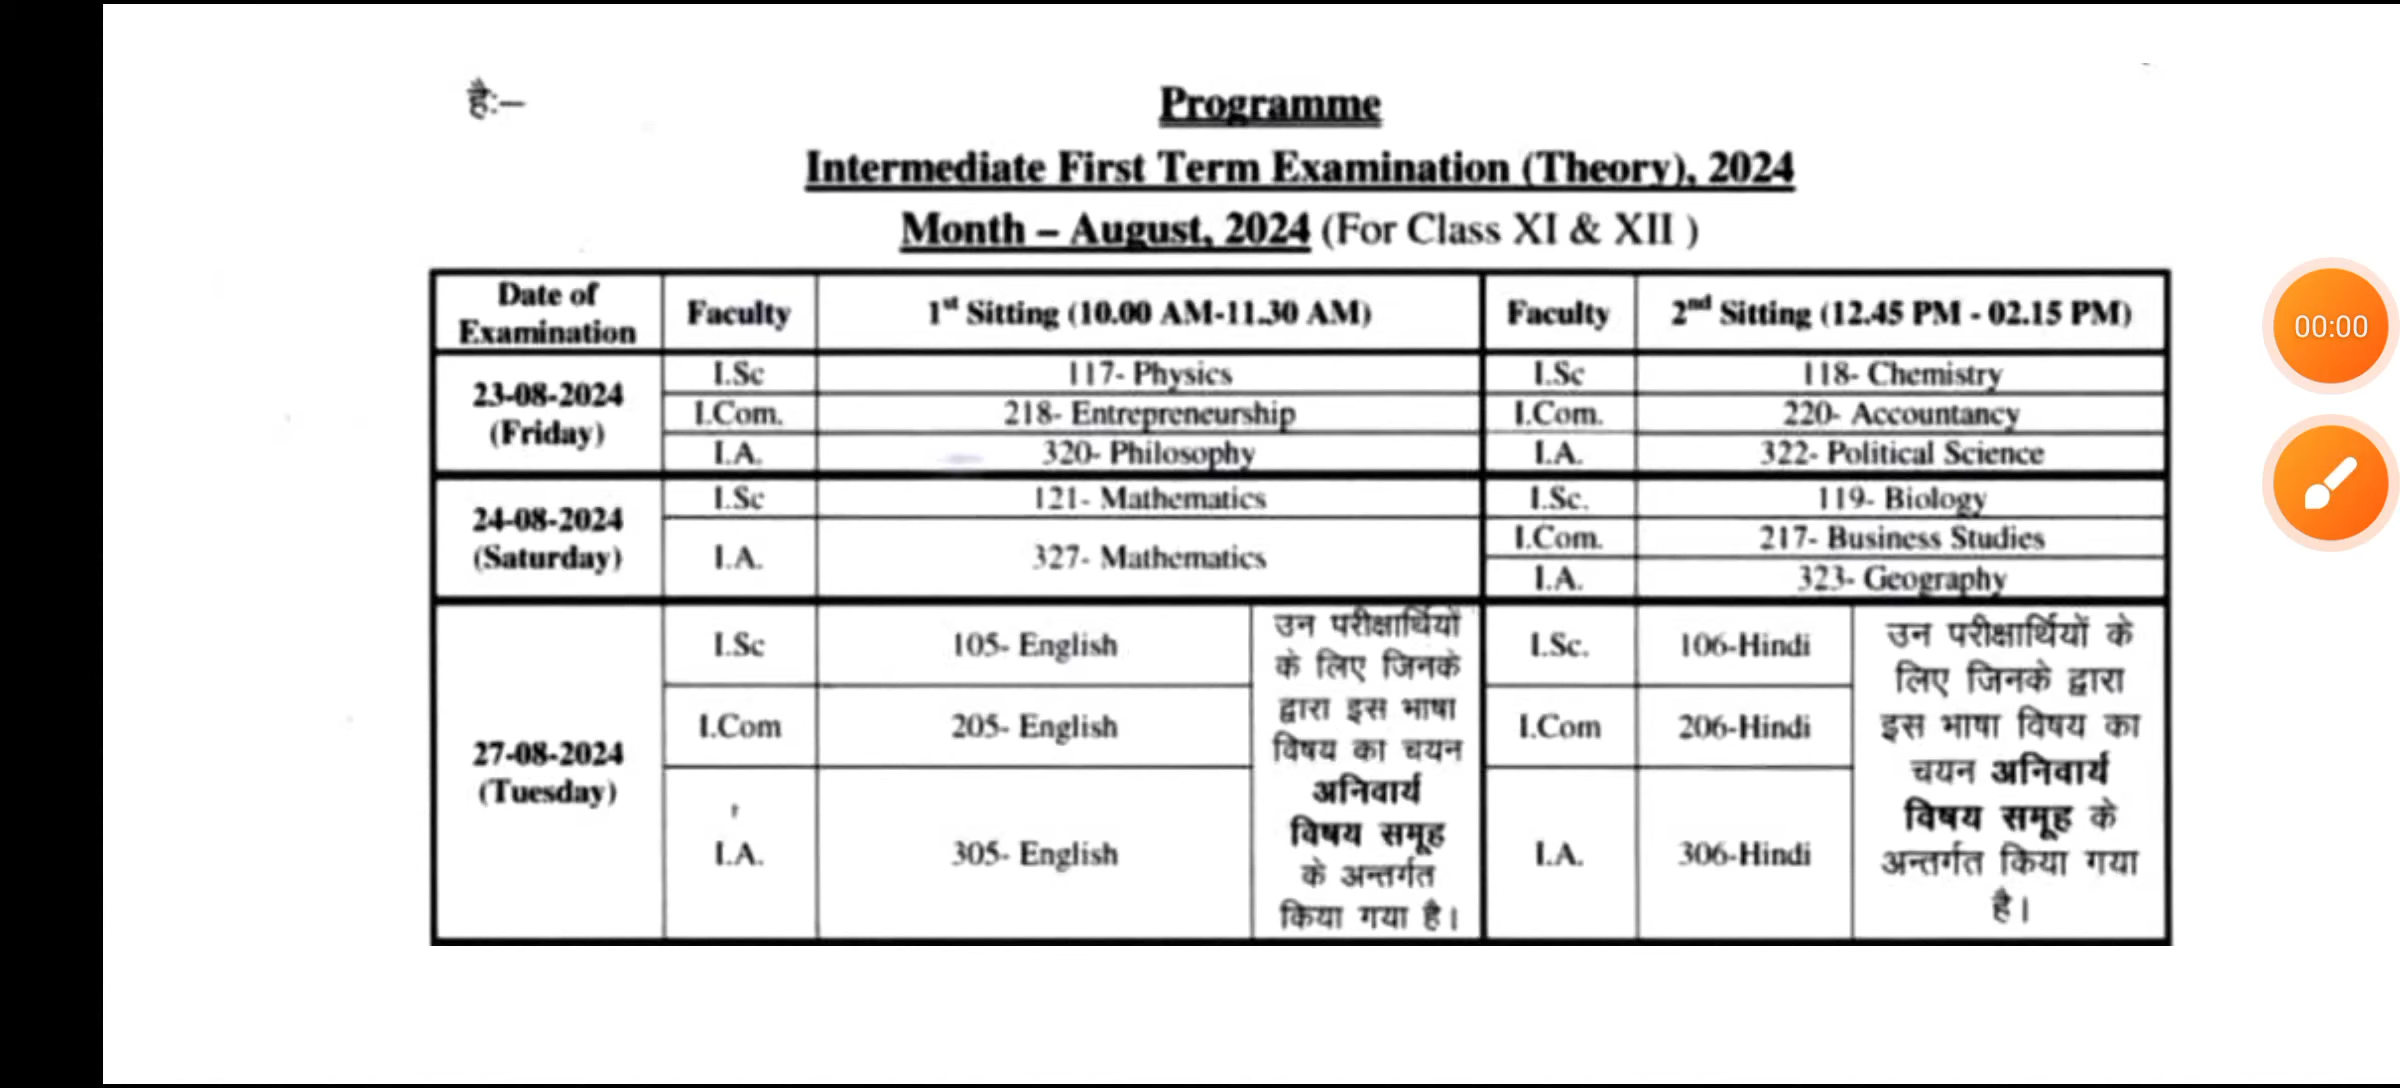 है:–
Programme
Intermediate First Term Examination (Theory), 2024
Month – August, 2024 (For Class XI & XII )
Date of Examination Faculty 1st Sitting (10.00 AM-11.30 AM) Faculty 2nd Sitting (12.45 PM - 02.15 PM)
23-08-2024 (Friday)
I.Sc 117- Physics I.Sc 118- Chemistry
I.Com. 218- Entrepreneurship I.Com. 220- Accountancy
I.A. 320- Philosophy I.A. 322- Political Science
24-08-2024 (Saturday)
I.Sc 121- Mathematics I.Sc. 119- Biology
I.Com. 217- Business Studies
I.A. 327- Mathematics I.A. 323- Geography
27-08-2024 (Tuesday)
I.Sc 105- English
I.Com 205- English
I.A. 305- English
उन परीक्षार्थियों
के लिए जिनके
द्वारा इस भाषा
विषय का चयन
अनिवार्य
विषय समूह
के अन्तर्गत
किया गया है।
I.Sc. 106-Hindi
I.Com 206-Hindi
I.A. 306-Hindi
उन परीक्षार्थियों के
लिए जिनके द्वारा
इस भाषा विषय का
चयन अनिवार्य
विषय समूह के
अन्तर्गत किया गया
है।
00:00